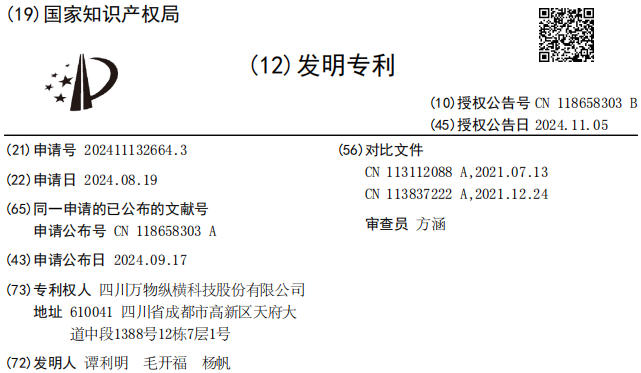 (19)国家知识产权局
(12)发明专利
(10)授权公告号 CN 118658303 B
(45)授权公告日 2024.11.05
(21)申请号 202411132664.3
(22)申请日 2024.08.19
(65)同一申请的已公布的文献号
申请公布号 CN 118658303 A
(43)申请公布日 2024.09.17
(73)专利权人 四川万物纵横科技股份有限公司
地址 610041 四川省成都市高新区天府大
道中段1388号12栋7层1号
(72)发明人 谭利明 毛开福 杨帆
(56)对比文件
CN 113112088 A,2021.07.13
CN 113837222 A,2021.12.24
审查员 方涵